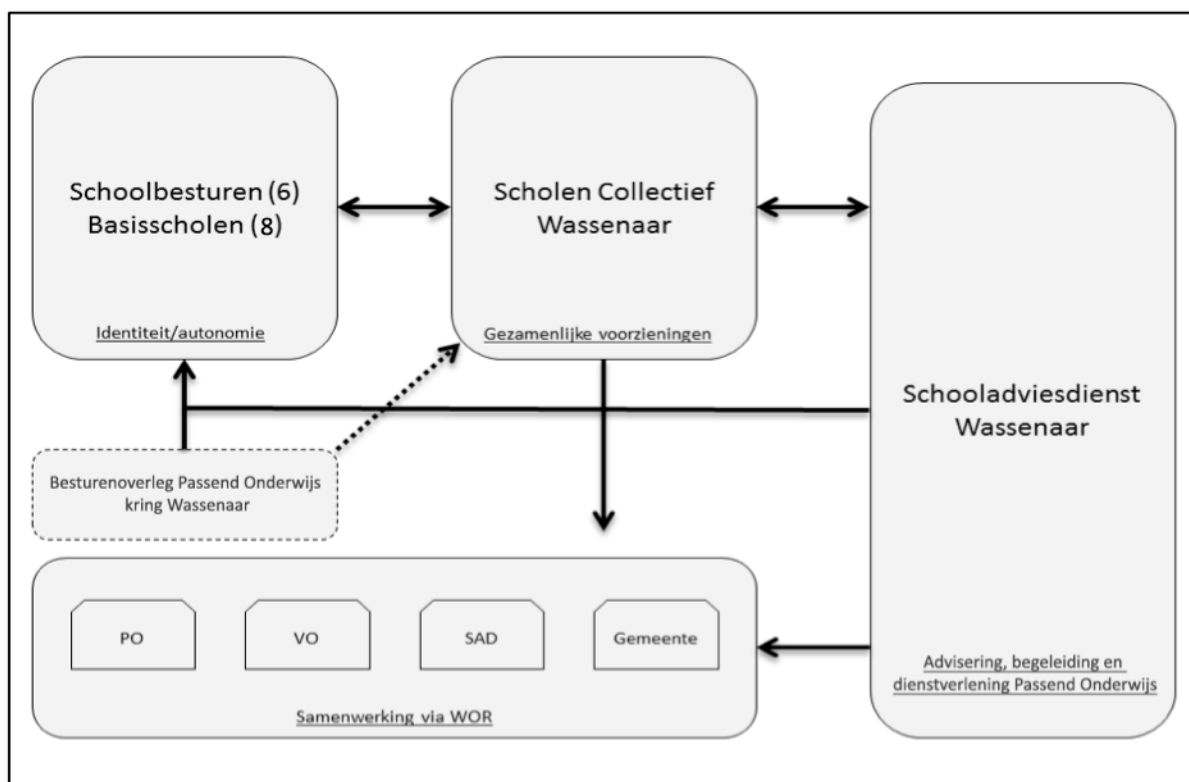 Schoolbesturen (6)
Basisscholen (8)
Identiteit/autonomie
Scholen Collectief
Wassenaar
Gezamenlijke voorzieningen
Schooladviesdienst
Wassenaar
Advisering, begeleiding en
dienstverlening Passend Onderwijs
Besturenoverleg Passend Onderwijs
kring Wassenaar
PO
VO
SAD
Gemeente
Samenwerking via WOR